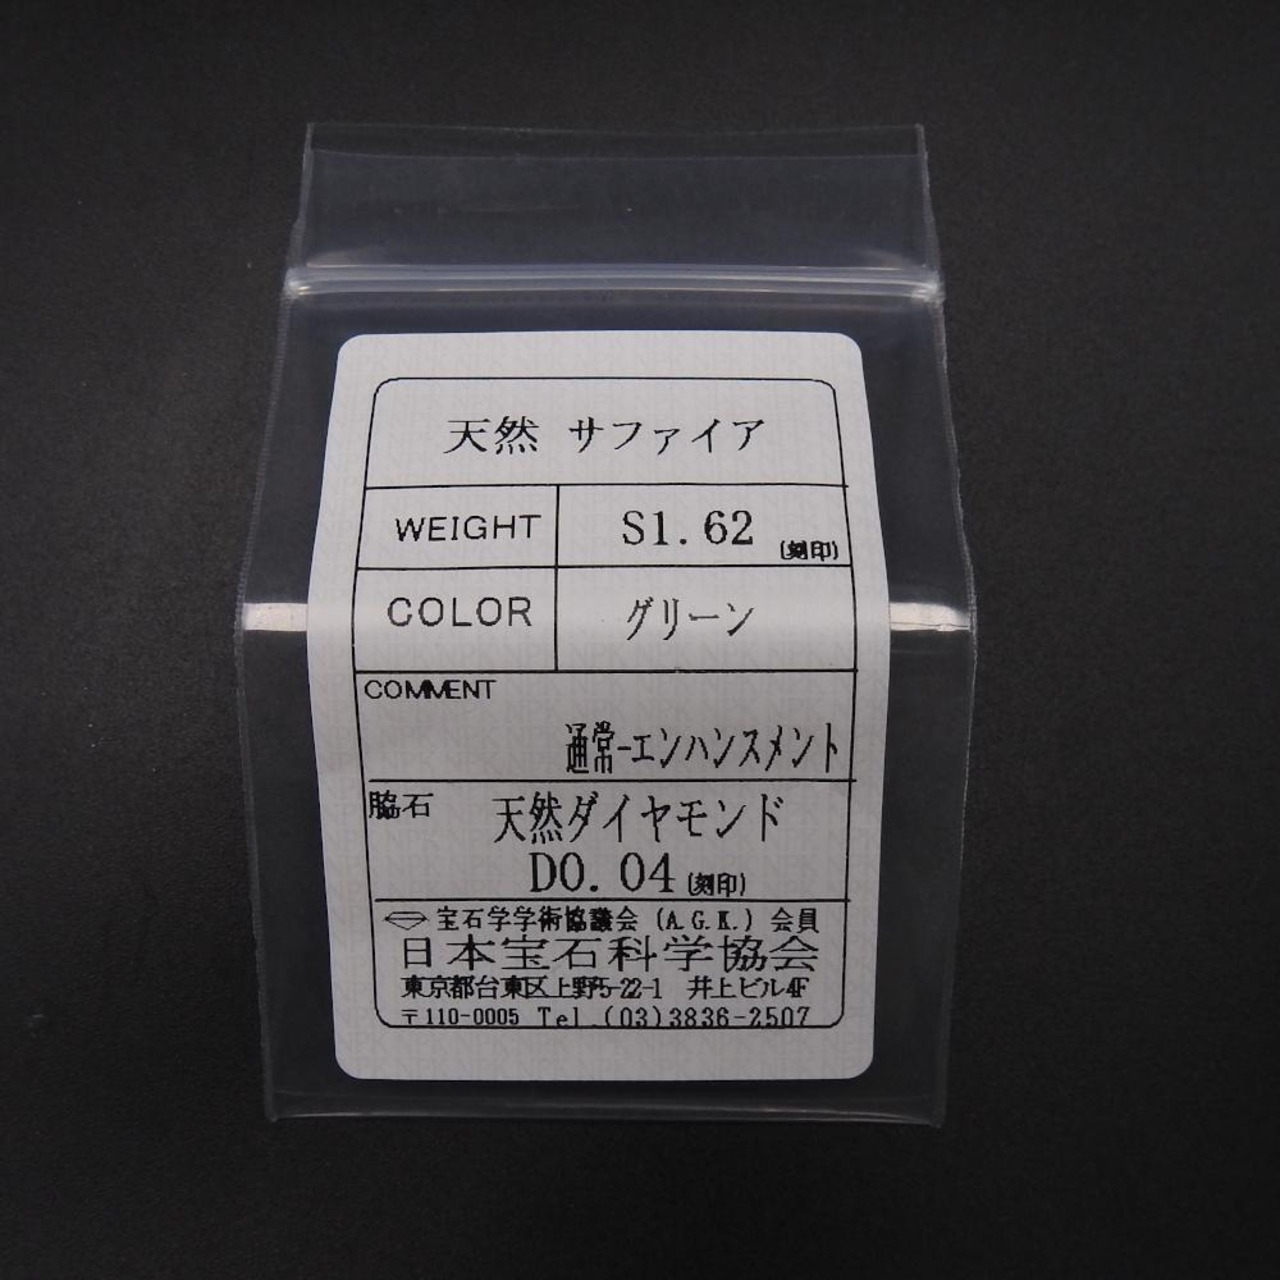 天然 サファイア
WEIGHT S1.62 (刻印)
COLOR グリーン
COMMENT
通常-エンハンスメント
脇石 天然ダイヤモンド
D0.04 (刻印)
宝石学学術協議会 (A.G.K.) 会員
日本宝石科学協会
東京都台東区上野5-22-1 井上ビル4F
〒110-0005 Tel.(03)3836-2507